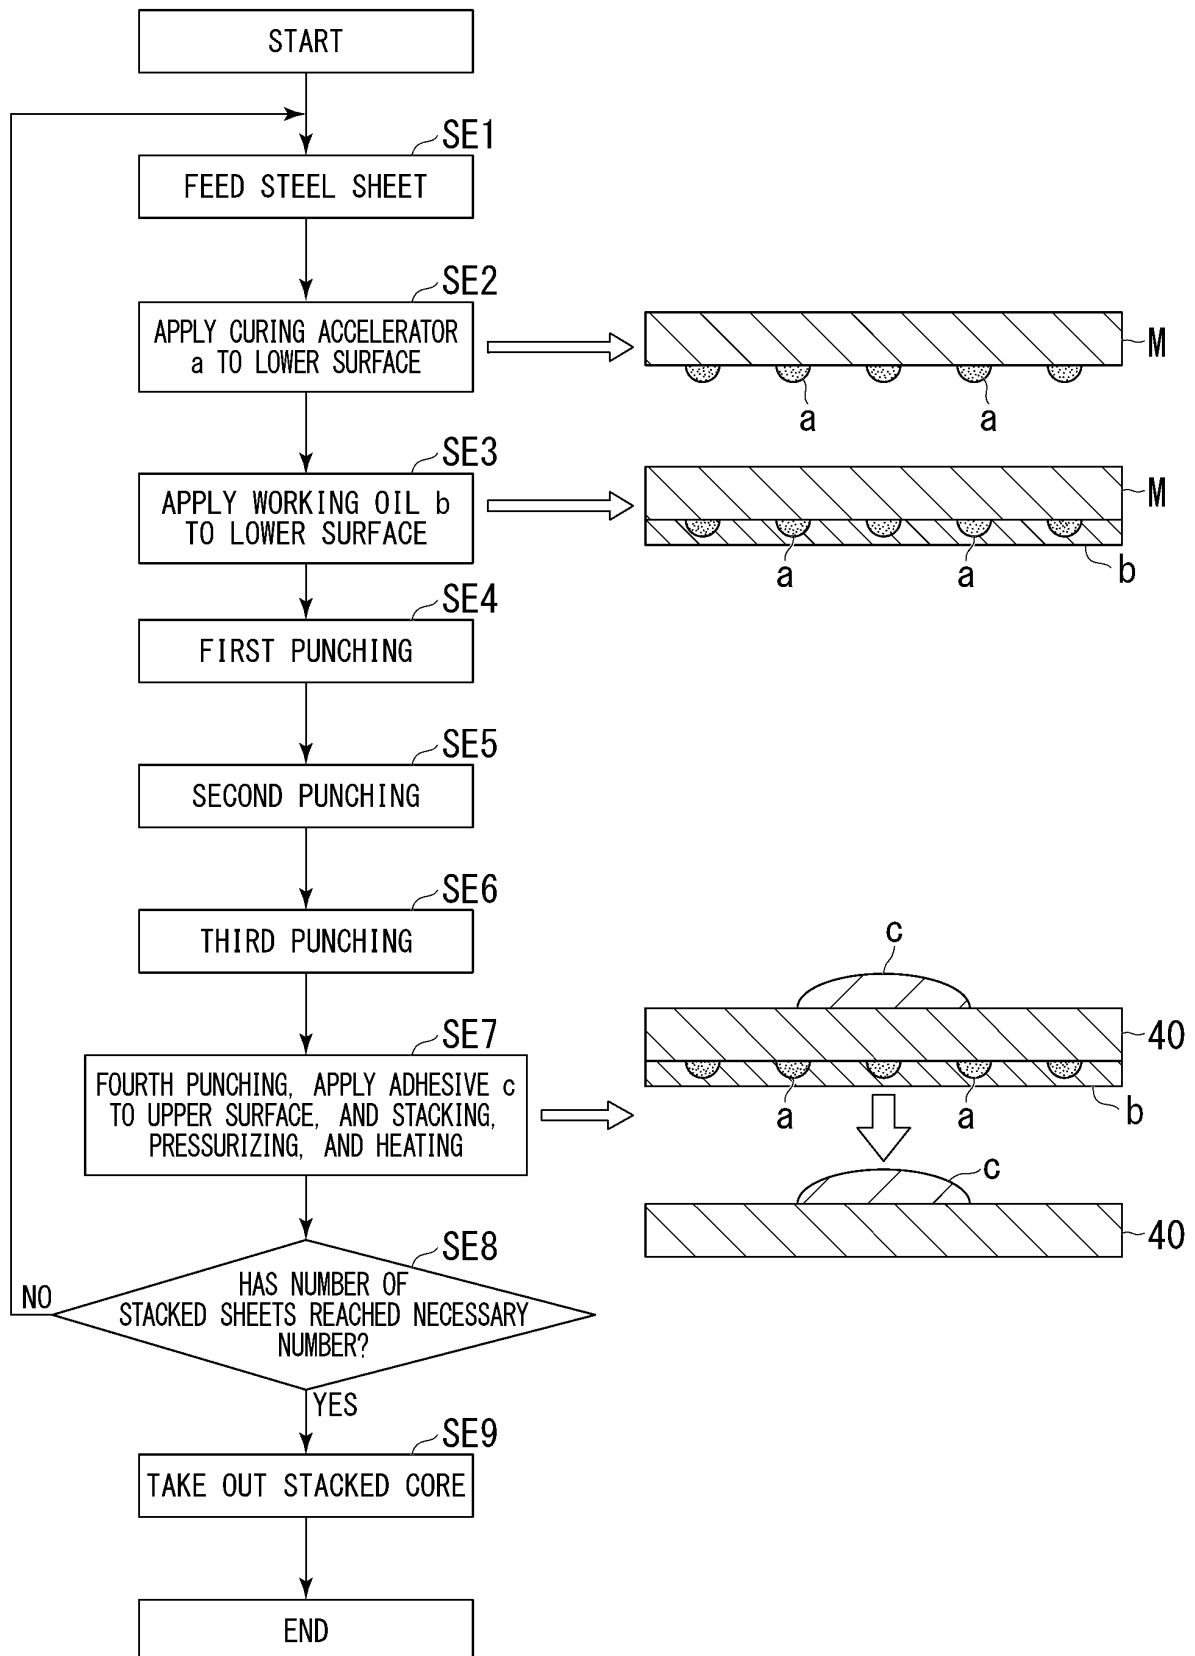 START
SE1
FEED STEEL SHEET
SE2
APPLY CURING ACCELERATOR
a TO LOWER SURFACE
M
a
a
SE3
APPLY WORKING OIL b
TO LOWER SURFACE
M
a
a
b
SE4
FIRST PUNCHING
SE5
SECOND PUNCHING
SE6
THIRD PUNCHING
SE7
FOURTH PUNCHING, APPLY ADHESIVE c
TO UPPER SURFACE, AND STACKING,
PRESSURIZING, AND HEATING
c
40
a
a
b
c
40
SE8
HAS NUMBER OF
STACKED SHEETS REACHED NECESSARY
NUMBER?
NO
YES
SE9
TAKE OUT STACKED CORE
END